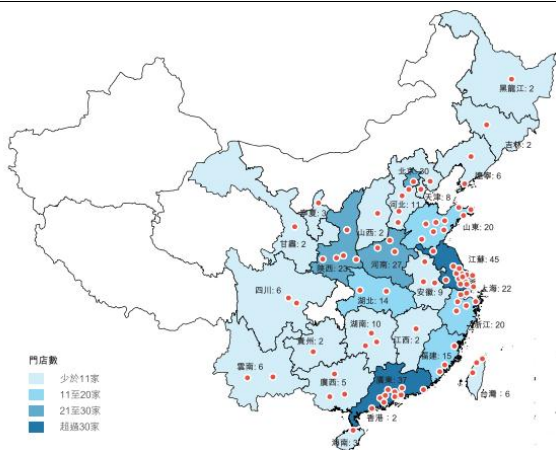 黑龍江: 2
吉林: 2
遼寧: 6
北京: 30
天津: 8
河北: 11
寧夏: 3
山西: 2
山東: 20
甘肅: 2
陝西: 23
河南: 27
江蘇: 45
上海: 22
安徽: 9
四川: 6
湖北: 14
浙江: 20
湖南: 10
江西: 2
貴州: 2
福建: 15
雲南: 6
廣西: 5
廣東: 37
台灣: 6
香港: 2
海南: 3
門店數
少於11家
11至20家
21至30家
超過30家